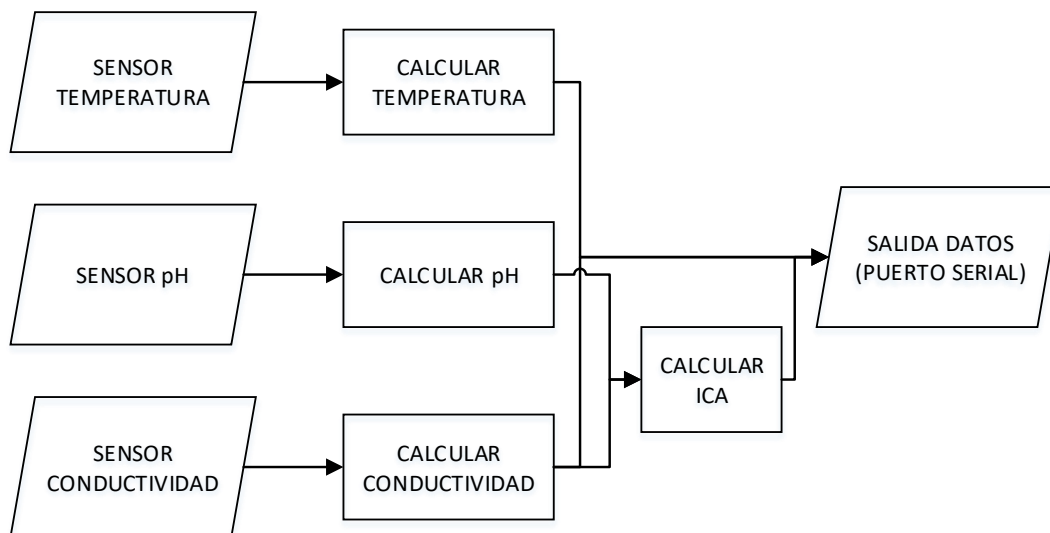 SENSOR
TEMPERATURA
CALCULAR
TEMPERATURA
SENSOR pH
CALCULAR pH
SALIDA DATOS
(PUERTO SERIAL)
CALCULAR
ICA
SENSOR
CONDUCTIVIDAD
CALCULAR
CONDUCTIVIDAD